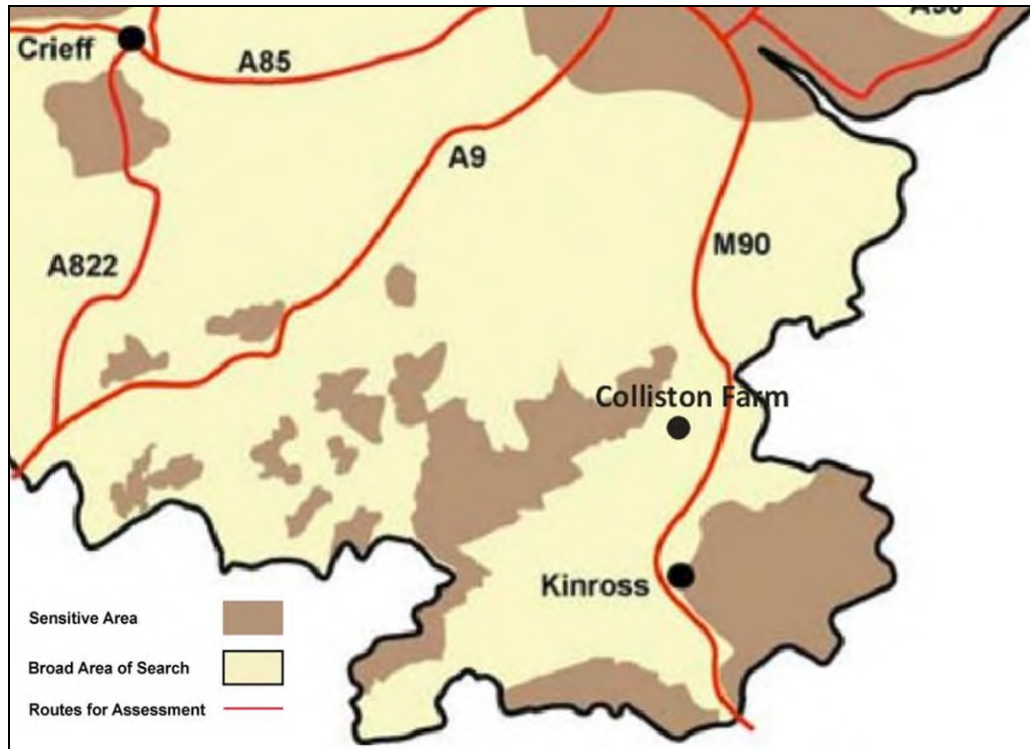 Crieff
A85
A9
M90
A822
Colliston Farm
Kinross
Sensitive Area
Broad Area of Search
Routes for Assessment